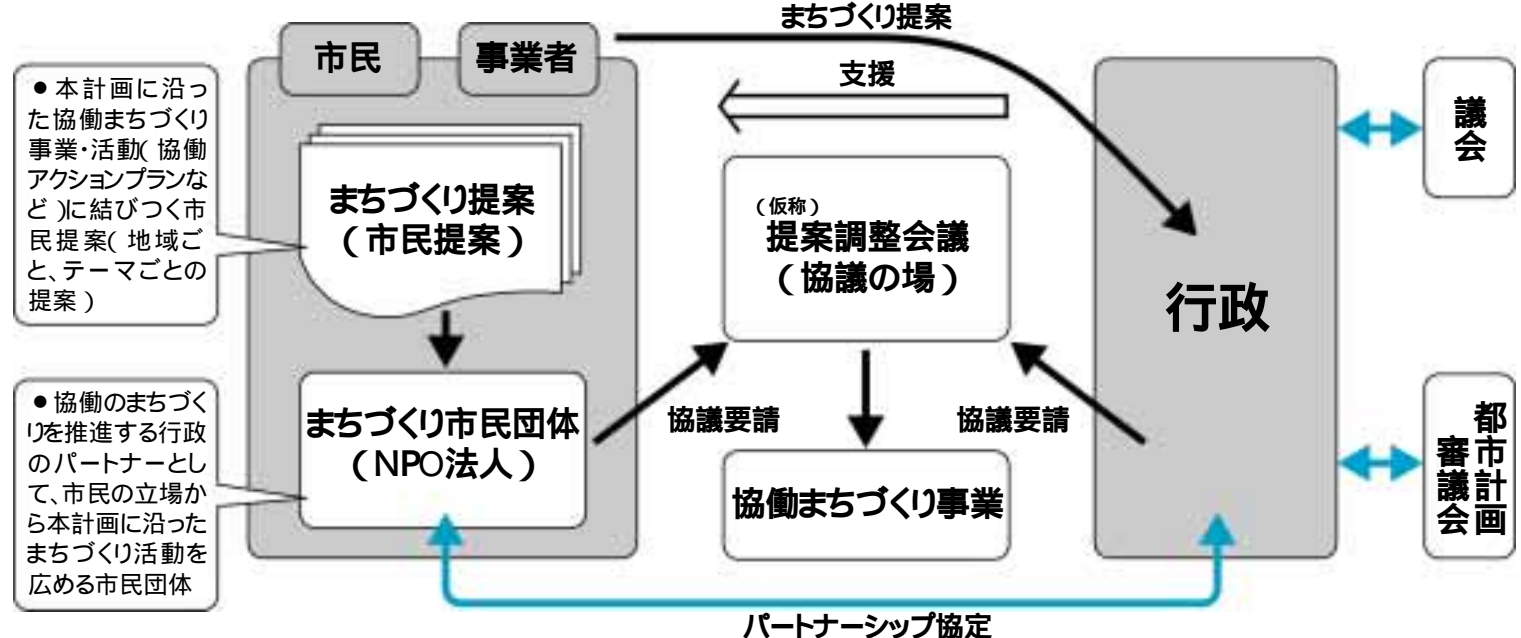 まちづくり提案
市民
事業者
支援
●本計画に沿っ
た協働まちづくり
事業・活動(協働
アクションプランな
ど)に結びつく市
民提案(地域ご
と、テーマごとの
提案)
まちづくり提案
(市民提案)
(仮称)
提案調整会議
(協議の場)
行政
議会
●協働のまちづく
りを推進する行政
のパートナーとし
て、市民の立場か
ら本計画に沿った
まちづくり活動を
広める市民団体
まちづくり市民団体
(NPO法人)
協議要請
協議要請
協働まちづくり事業
都市計画
審議会
パートナーシップ協定